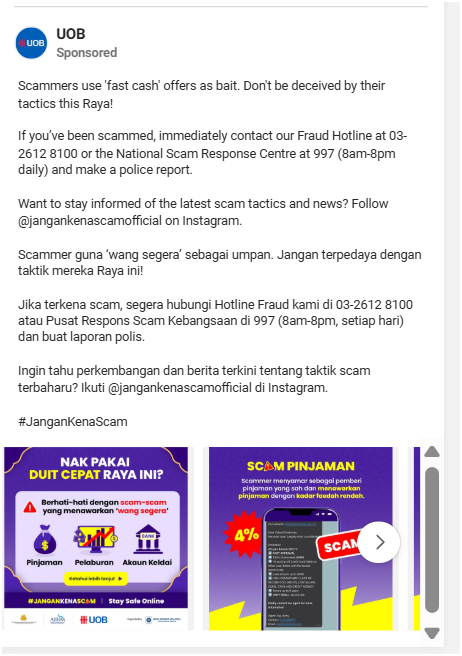 UOB
UOB
Sponsored
Scammers use 'fast cash' offers as bait. Don't be deceived by their
tactics this Raya!
If you've been scammed, immediately contact our Fraud Hotline at 03-
2612 8100 or the National Scam Response Centre at 997 (8am-8pm
daily) and make a police report.
Want to stay informed of the latest scam tactics and news? Follow
@jangankenascamofficial on Instagram.
Scammer guna ‘wang segera’ sebagai umpan. Jangan terpedaya dengan
taktik mereka Raya ini!
Jika terkena scam, segera hubungi Hotline Fraud kami di 03-2612 8100
atau Pusat Respons Scam Kebangsaan di 997 (8am-8pm, setiap hari)
dan buat laporan polis.
Ingin tahu perkembangan dan berita terkini tentang taktik scam
terbaharu? Ikuti @jangankenascamofficial di Instagram.
#JanganKenaScam
NAK PAKAI
DUIT CEPAT RAYA INI?
Berhati-hati dengan scam-scam
yang menawarkan ‘wang segera’
Pinjaman
Pelaburan
BANK
Akaun Keldai
Ketahui lebih lanjut
#JANGANKENASCAM | Stay Safe Online
UOB
SCAM PINJAMAN
Scammer menyamar sebagai pemberi
pinjaman yang sah dan menawarkan
pinjaman dengan kadar faedah rendah.
4%
SCAM